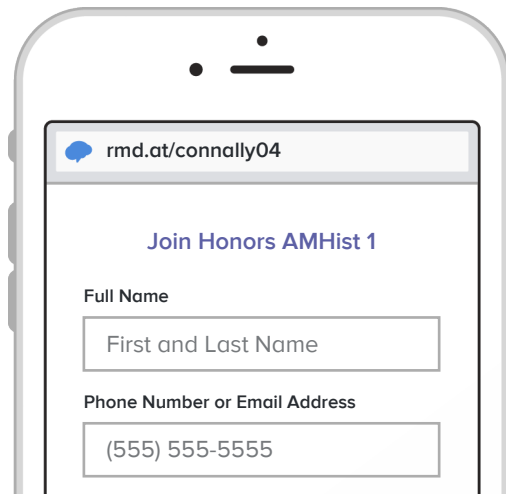 rmd.at/connally04
Join Honors AMHist 1
Full Name
First and Last Name
Phone Number or Email Address
(555) 555-5555